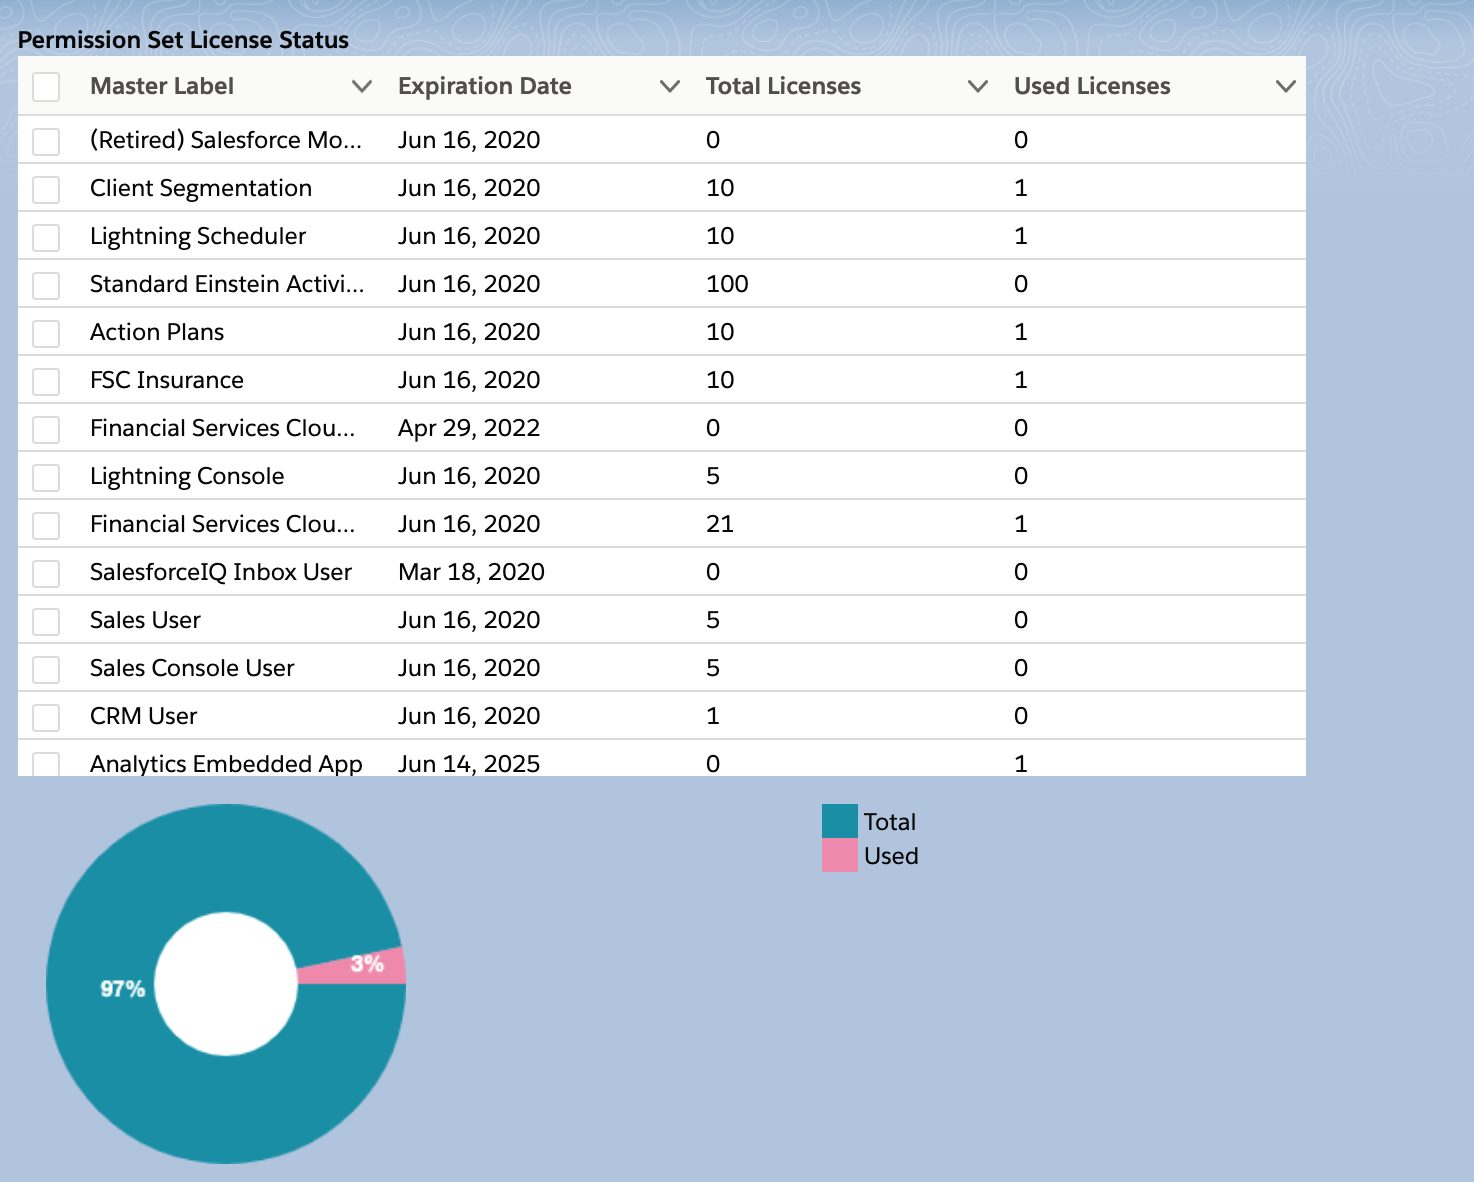 Permission Set License Status
Master Label Expiration Date Total Licenses Used Licenses
(Retired) Salesforce Mo... Jun 16, 2020 0 0
Client Segmentation Jun 16, 2020 10 1
Lightning Scheduler Jun 16, 2020 10 1
Standard Einstein Activi... Jun 16, 2020 100 0
Action Plans Jun 16, 2020 10 1
FSC Insurance Jun 16, 2020 10 1
Financial Services Clou... Apr 29, 2022 0 0
Lightning Console Jun 16, 2020 5 0
Financial Services Clou... Jun 16, 2020 21 1
SalesforceIQ Inbox User Mar 18, 2020 0 0
Sales User Jun 16, 2020 5 0
Sales Console User Jun 16, 2020 5 0
CRM User Jun 16, 2020 1 0
Analytics Embedded App Jun 14, 2025 0 1
Total
Used
3%
97%